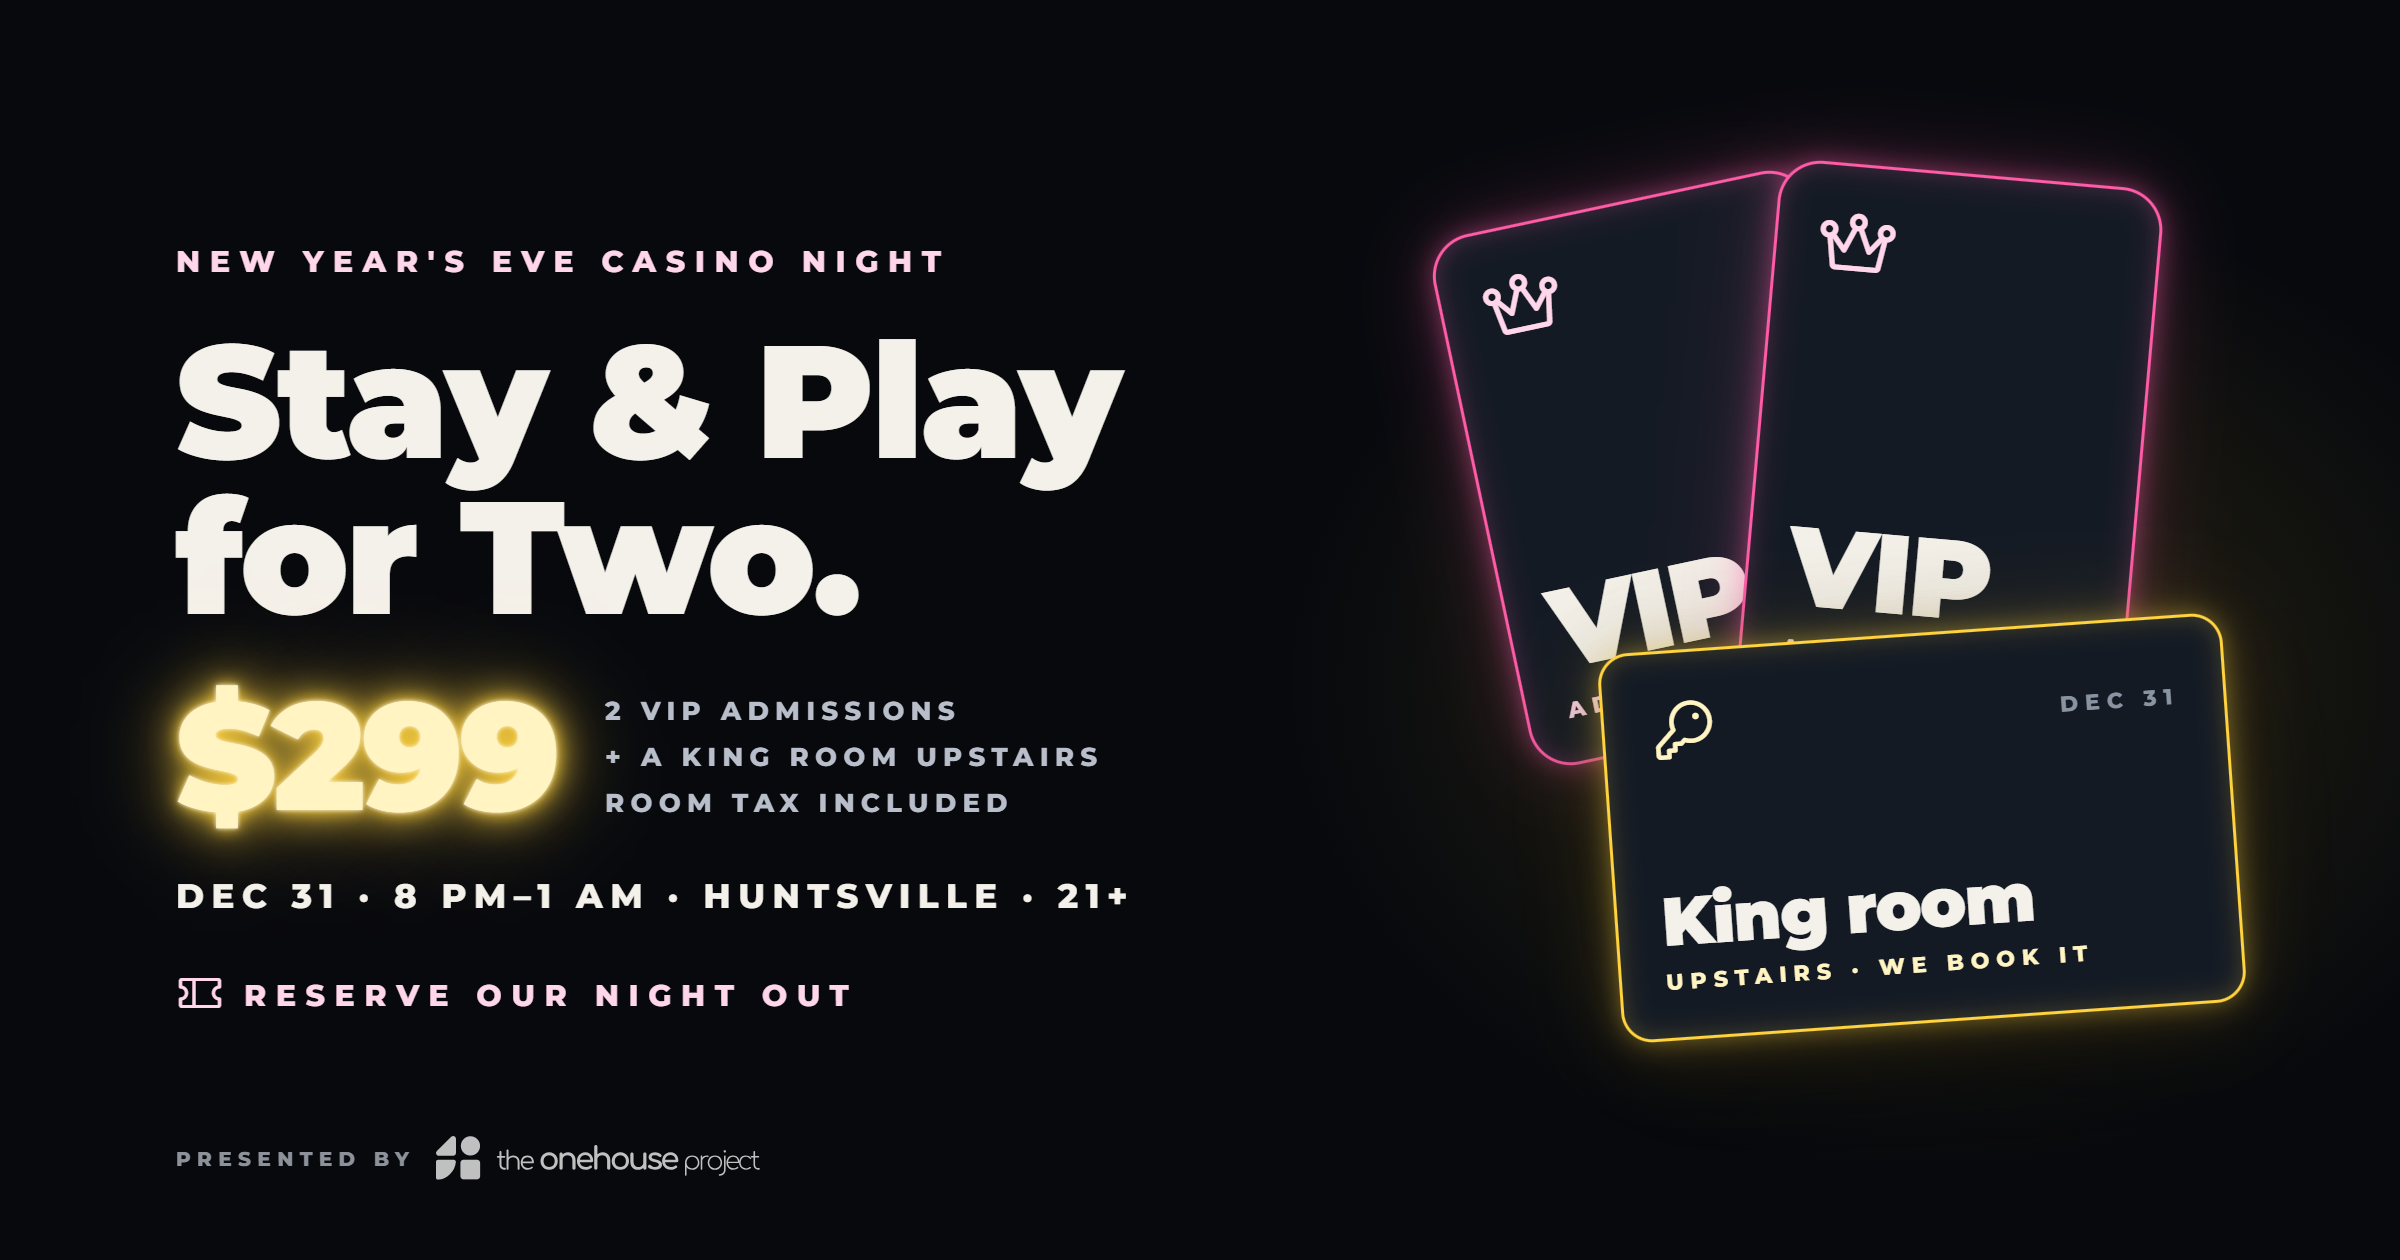 NEW YEAR'S EVE CASINO NIGHT
Stay & Play
for Two.
$299
2 VIP ADMISSIONS
+ A KING ROOM UPSTAIRS
ROOM TAX INCLUDED
DEC 31 · 8 PM–1 AM · HUNTSVILLE · 21+
RESERVE OUR NIGHT OUT
PRESENTED BY the onehouse project
VIP
VIP
DEC 31
King room
UPSTAIRS · WE BOOK IT